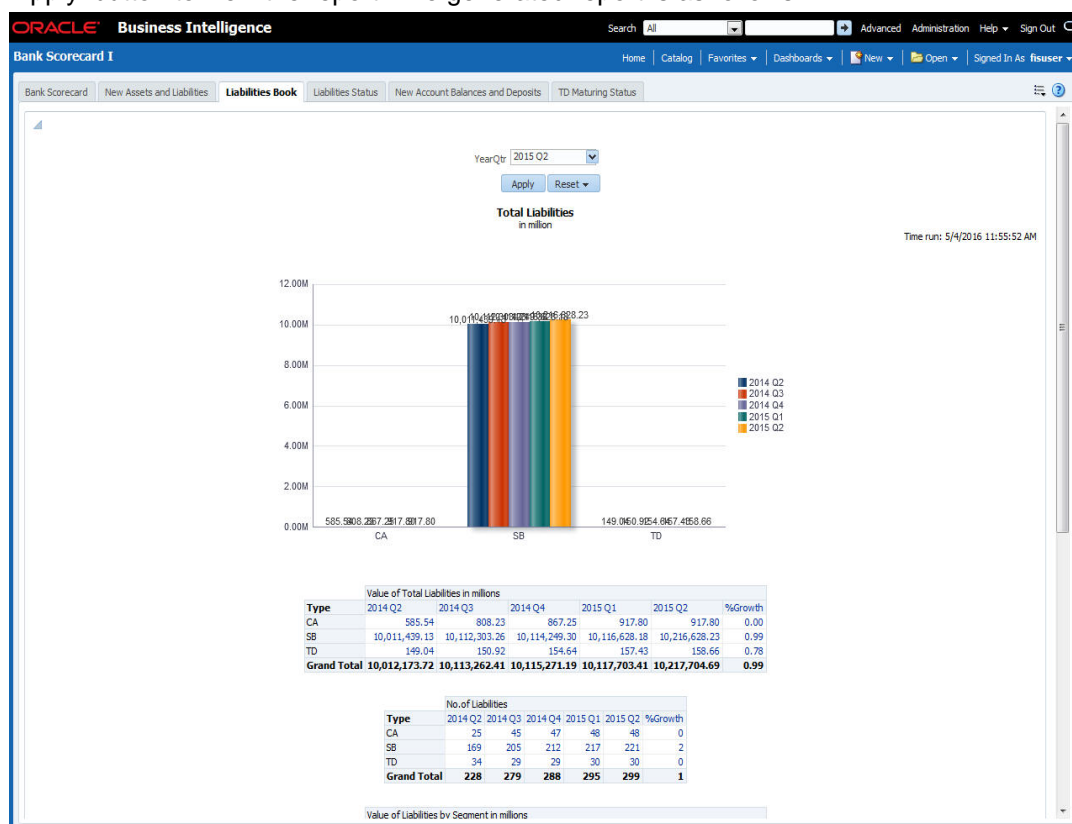 ORACLE Business Intelligence Search All Advanced Administration Help Sign Out
Bank Scorecard I Home Catalog Favorites Dashboards New Open Signed In As fisuser
Bank Scorecard New Assets and Liabilities Liabilities Book Liabilities Status New Account Balances and Deposits TD Maturing Status
YearQtr 2015 Q2
Apply Reset
Total Liabilities
in million
Time run: 5/4/2016 11:55:52 AM
12.00M
10.00M
8.00M
6.00M
4.00M
2.00M
0.00M
CA SB TD
2014 Q2
2014 Q3
2014 Q4
2015 Q1
2015 Q2
Value of Total Liabilities in millions
Type 2014 Q2 2014 Q3 2014 Q4 2015 Q1 2015 Q2 %Growth
CA 585.54 808.23 867.25 917.80 917.80 0.00
SB 10,011,439.13 10,112,303.26 10,114,249.30 10,116,628.18 10,216,628.23 0.99
TD 149.04 150.92 154.64 157.43 158.66 0.78
Grand Total 10,012,173.72 10,113,262.41 10,115,271.19 10,117,703.41 10,217,704.69 0.99
No.of Liabilities
Type 2014 Q2 2014 Q3 2014 Q4 2015 Q1 2015 Q2 %Growth
CA 25 45 47 48 48 0
SB 169 205 212 217 221 2
TD 34 29 29 30 30 0
Grand Total 228 279 288 295 299 1
Value of Liabilities by Segment in millions